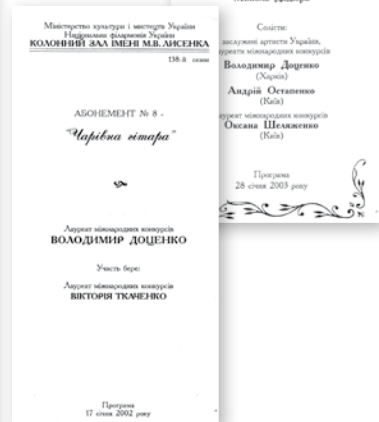 Міністерство культури і мистецтв України
Національна філармонія України
КОЛОННИЙ ЗАЛ ІМЕНІ М.В. ЛИСЕНКА
138-й сезон
АБОНЕМЕНТ № 8 -
"Чарівна гітара"
Лауреат міжнародних конкурсів
ВОЛОДИМИР ДОЦЕНКО
Участь бере:
Лауреат міжнародних конкурсів
ВІКТОРІЯ ТКАЧЕНКО
Програма
17 січня 2002 року
Солісти:
заслужені артисти України,
лауреати міжнародних конкурсів
Володимир Доценко
(Харків)
Андрій Остапенко
(Київ)
лауреат міжнародних конкурсів
Оксана Шеляженко
(Київ)
Програма
28 січня 2003 року